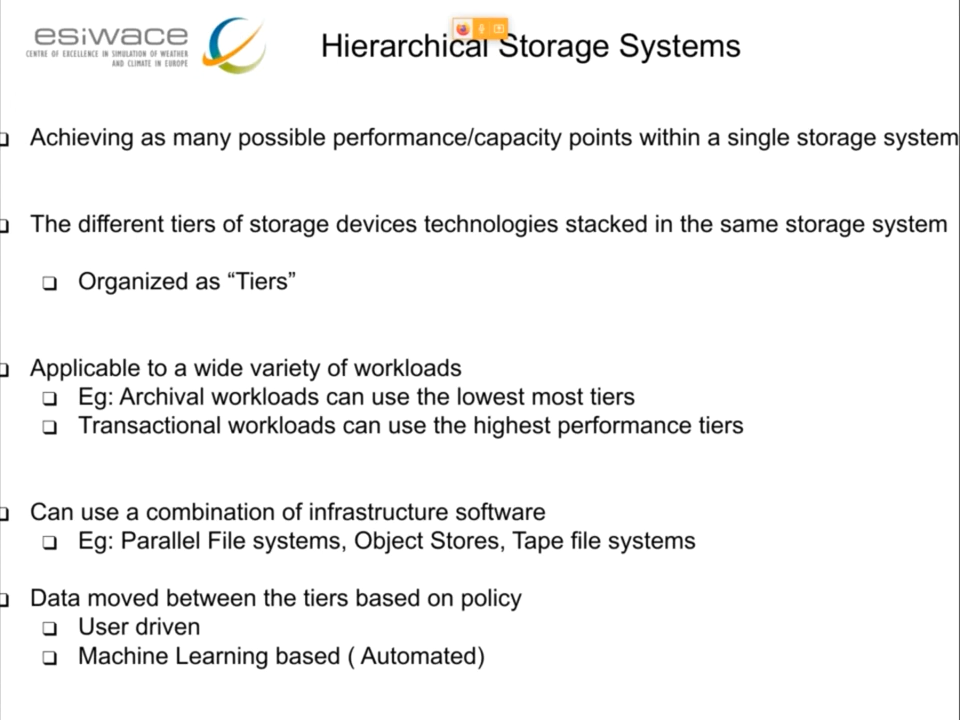 esiwace
CENTRE OF EXCELLENCE IN SIMULATION OF WEATHER
AND CLIMATE IN EUROPE
Hierarchical Storage Systems
Achieving as many possible performance/capacity points within a single storage system
The different tiers of storage devices technologies stacked in the same storage system
Organized as “Tiers”
Applicable to a wide variety of workloads
Eg: Archival workloads can use the lowest most tiers
Transactional workloads can use the highest performance tiers
Can use a combination of infrastructure software
Eg: Parallel File systems, Object Stores, Tape file systems
Data moved between the tiers based on policy
User driven
Machine Learning based ( Automated)